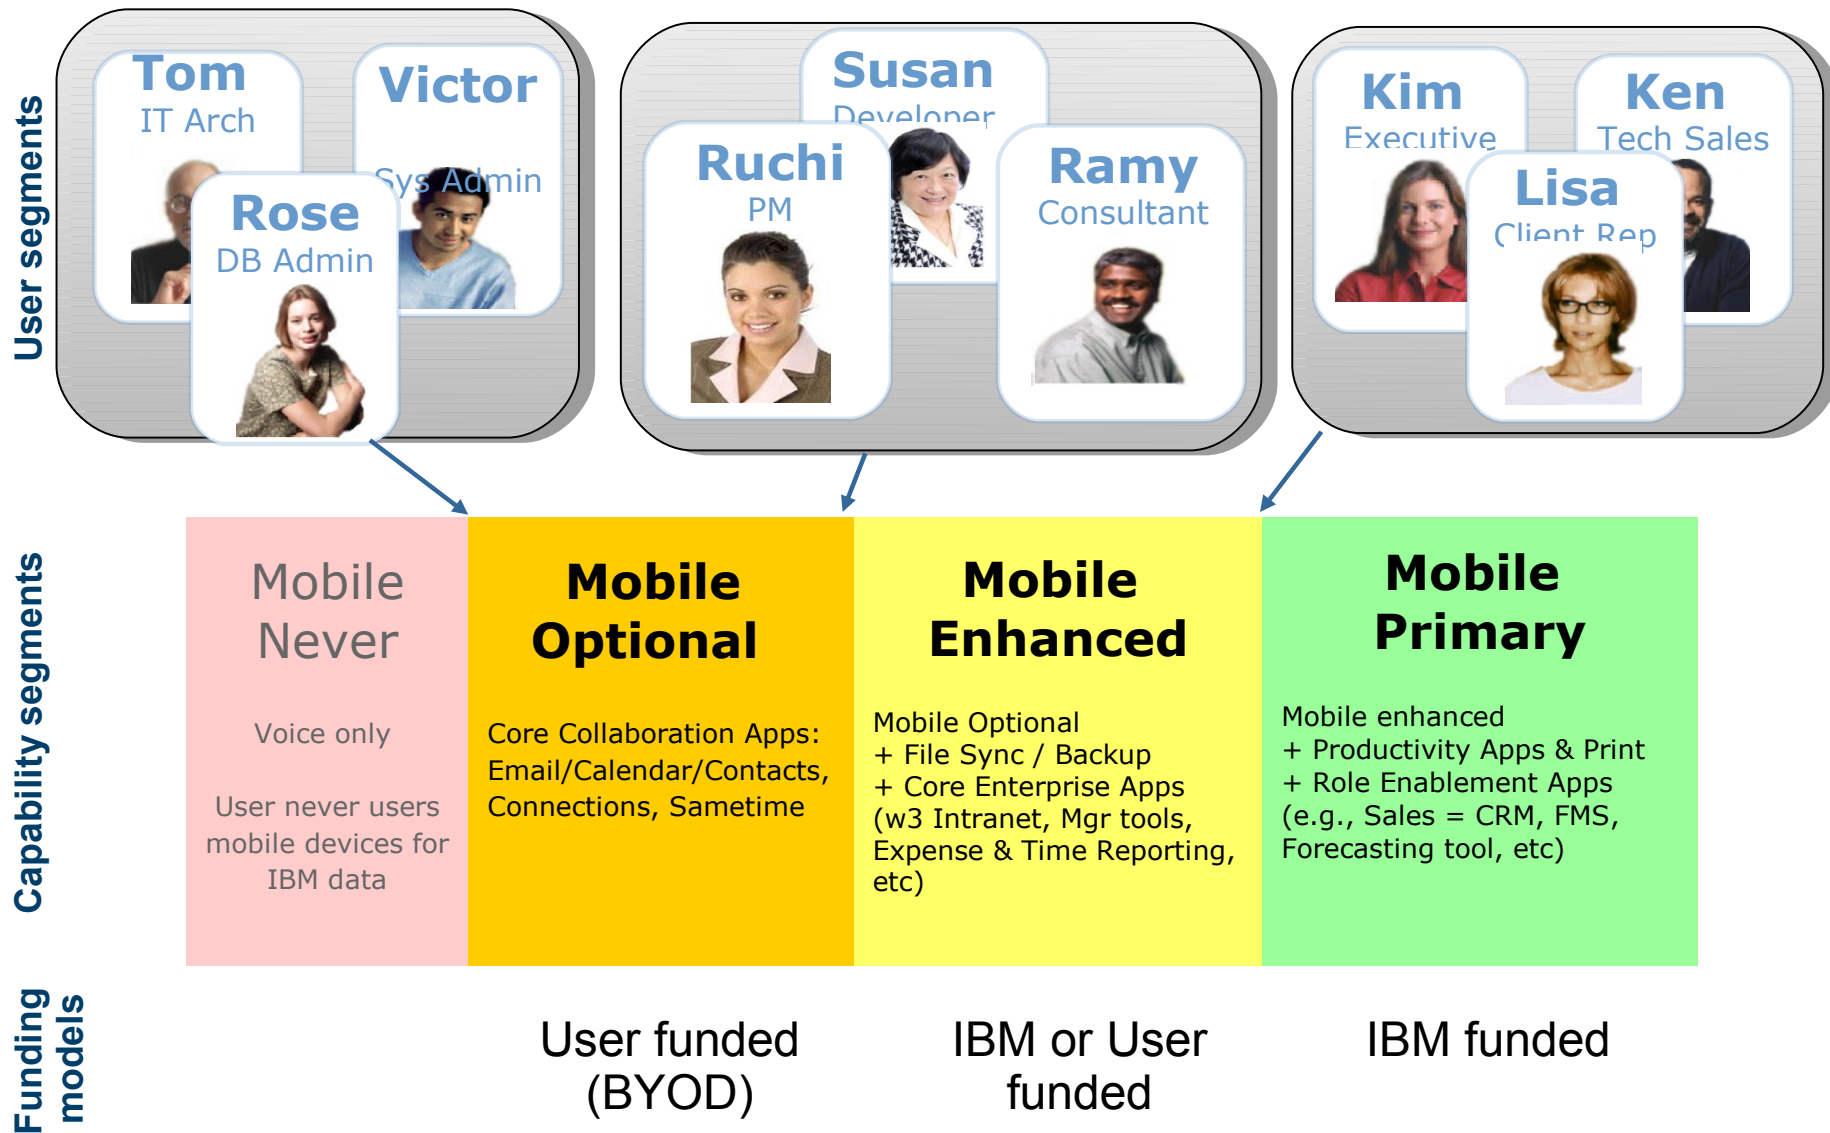 User segments
Tom
IT Arch
Victor
Sys Admin
Rose
DB Admin
Susan
Developer
Ruchi
PM
Ramy
Consultant
Kim
Executive
Ken
Tech Sales
Lisa
Client Rep
Capability segments
Mobile
Never
Voice only
User never users
mobile devices for
IBM data
Mobile
Optional
Core Collaboration Apps:
Email/Calendar/Contacts,
Connections, Sametime
Mobile
Enhanced
Mobile Optional
+ File Sync / Backup
+ Core Enterprise Apps
(w3 Intranet, Mgr tools,
Expense & Time Reporting,
etc)
Mobile
Primary
Mobile enhanced
+ Productivity Apps & Print
+ Role Enablement Apps
(e.g., Sales = CRM, FMS,
Forecasting tool, etc)
Funding
models
User funded
(BYOD)
IBM or User
funded
IBM funded